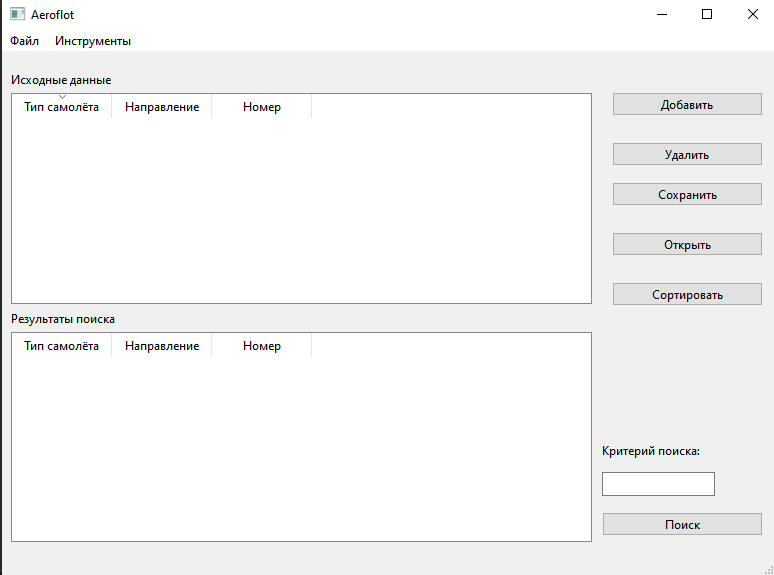 Aeroflot
Файл Инструменты
Исходные данные
Тип самолёта Направление Номер
Добавить
Удалить
Сохранить
Открыть
Сортировать
Результаты поиска
Тип самолёта Направление Номер
Критерий поиска:
Поиск